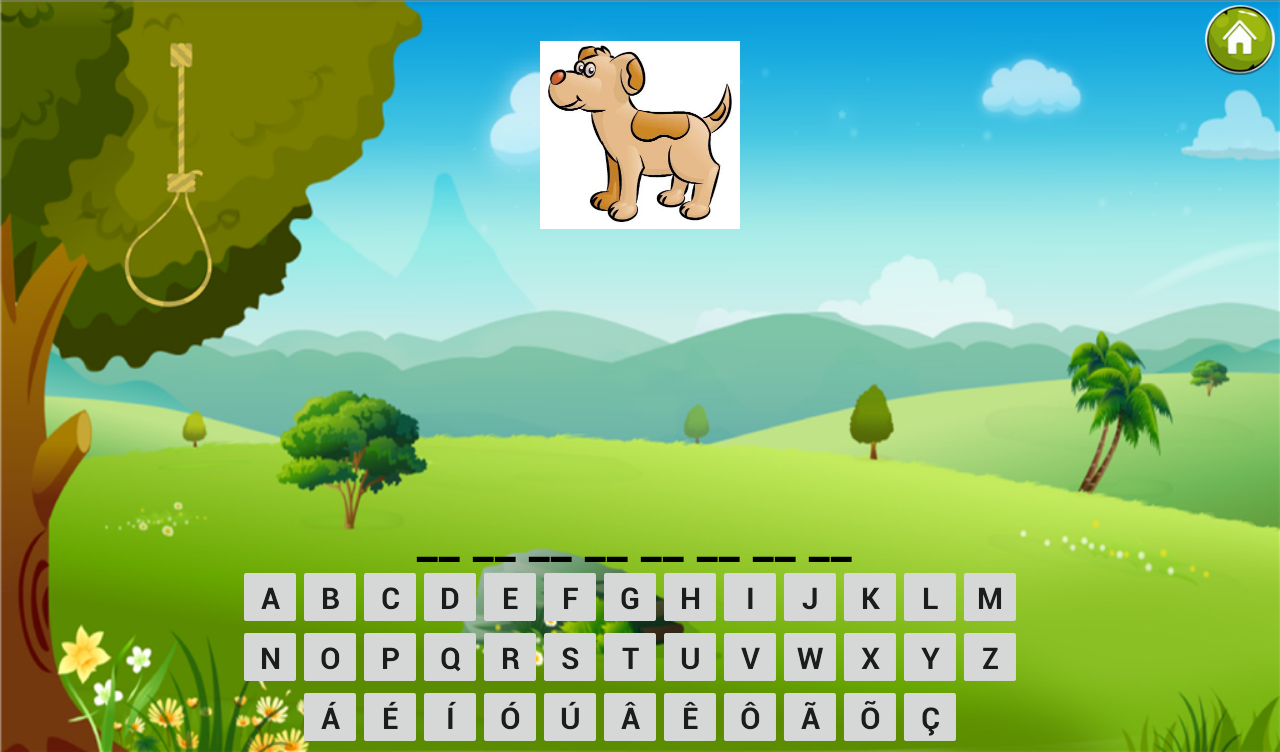 __ __ __ __ __ __ __ __
A B C D E F G H I J K L M
N O P Q R S T U V W X Y Z
Á É Í Ó Ú Â Ê Ô Ã Õ Ç